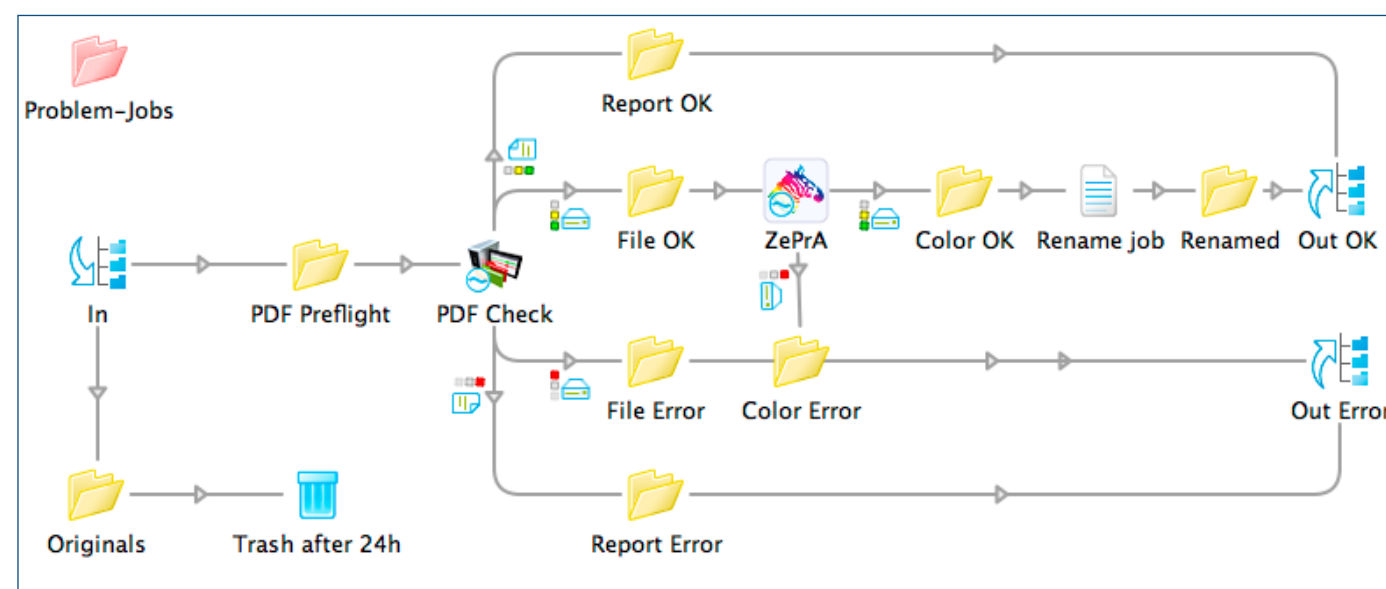 Problem-Jobs
Report OK
File OK
ZePrA
Color OK
Rename job
Renamed
Out OK
In
PDF Preflight
PDF Check
File Error
Color Error
Out Error
Originals
Trash after 24h
Report Error